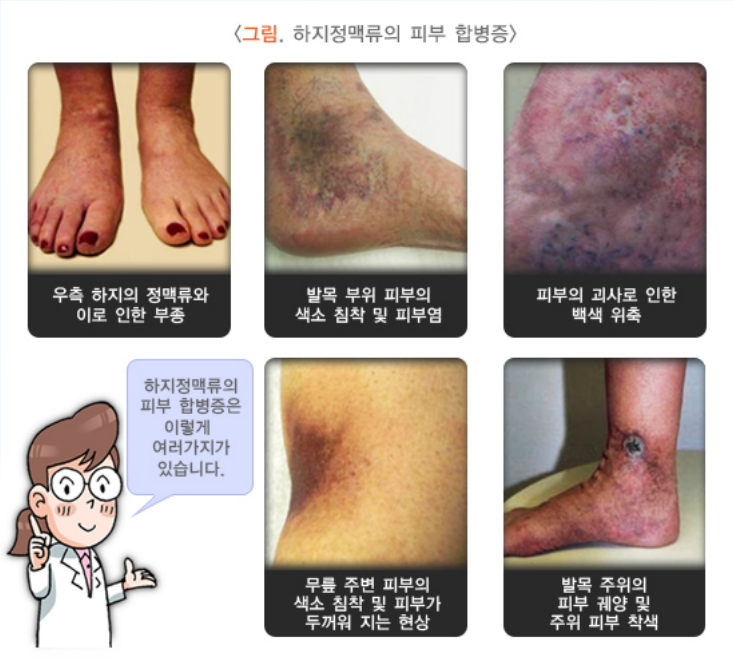 <그림. 하지정맥류의 피부 합병증>
우측 하지의 정맥류와
이로 인한 부종
발목 부위 피부의
색소 침착 및 피부염
피부의 괴사로 인한
백색 위축
하지정맥류의
피부 합병증은
이렇게
여러가지가
있습니다.
무릎 주변 피부의
색소 침착 및 피부가
두꺼워 지는 현상
발목 주위의
피부 궤양 및
주위 피부 착색